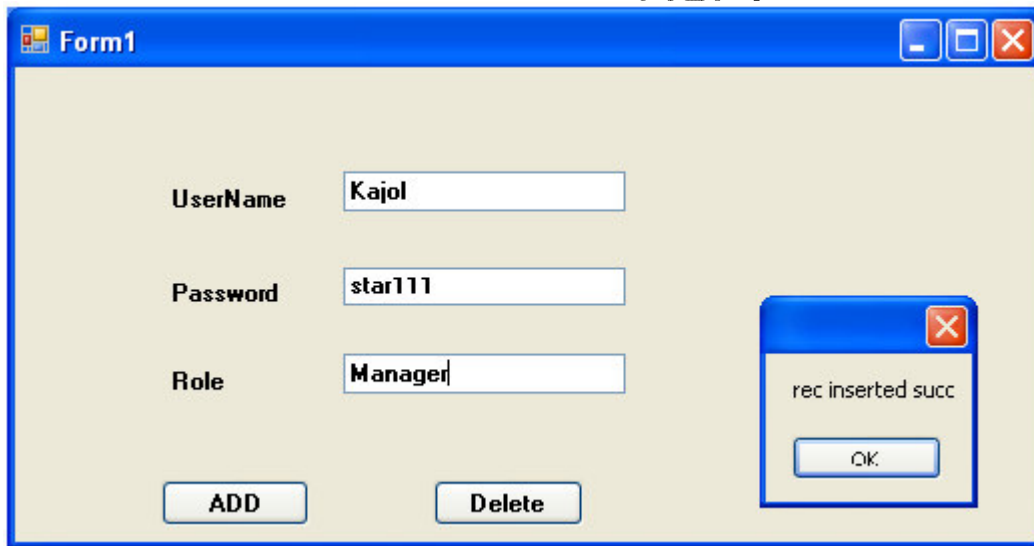 Form1
UserName Kajol
Password star111
Role Manager
rec inserted succ
OK
ADD Delete